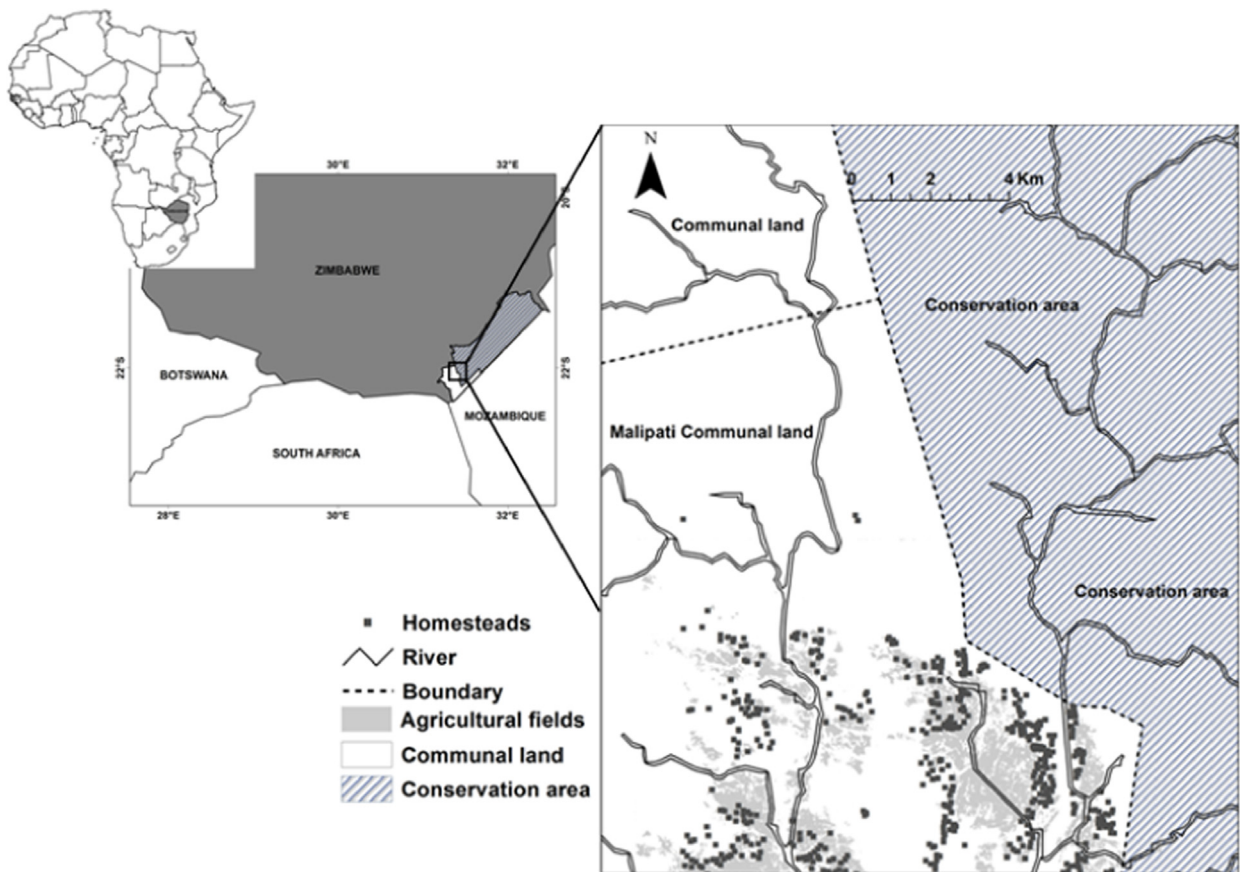 N
30°E
32°E
20°S
0 1 2 4 Km
Communal land
ZIMBABWE
Conservation area
22°S
22°S
BOTSWANA
MOZAMBIQUE
Malipati Communal land
SOUTH AFRICA
28°E
30°E
32°E
Conservation area
Homesteads
River
Boundary
Agricultural fields
Communal land
Conservation area